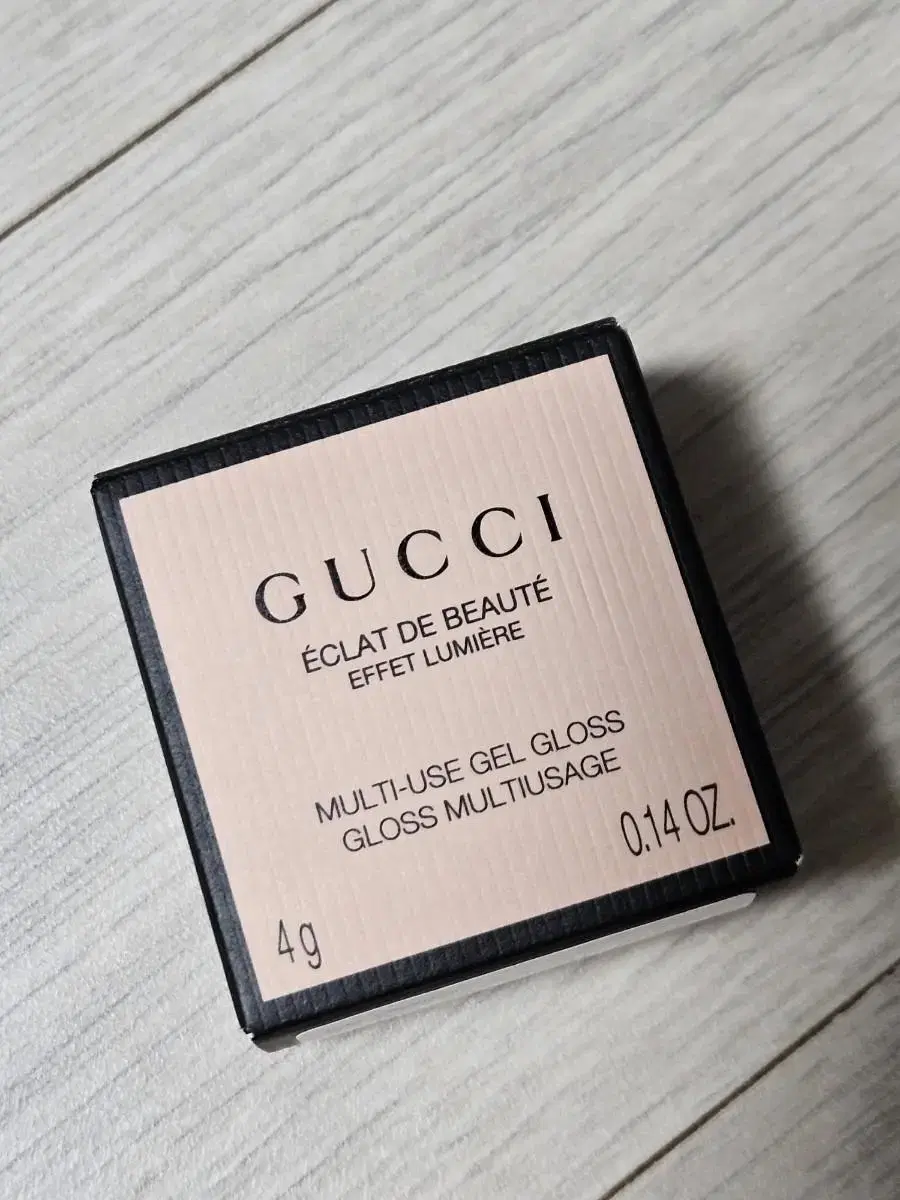 GUCCI
ÉCLAT DE BEAUTÉ
EFFET LUMIÈRE
MULTI-USE GEL GLOSS
GLOSS MULTIUSAGE
0.14 OZ.
4g